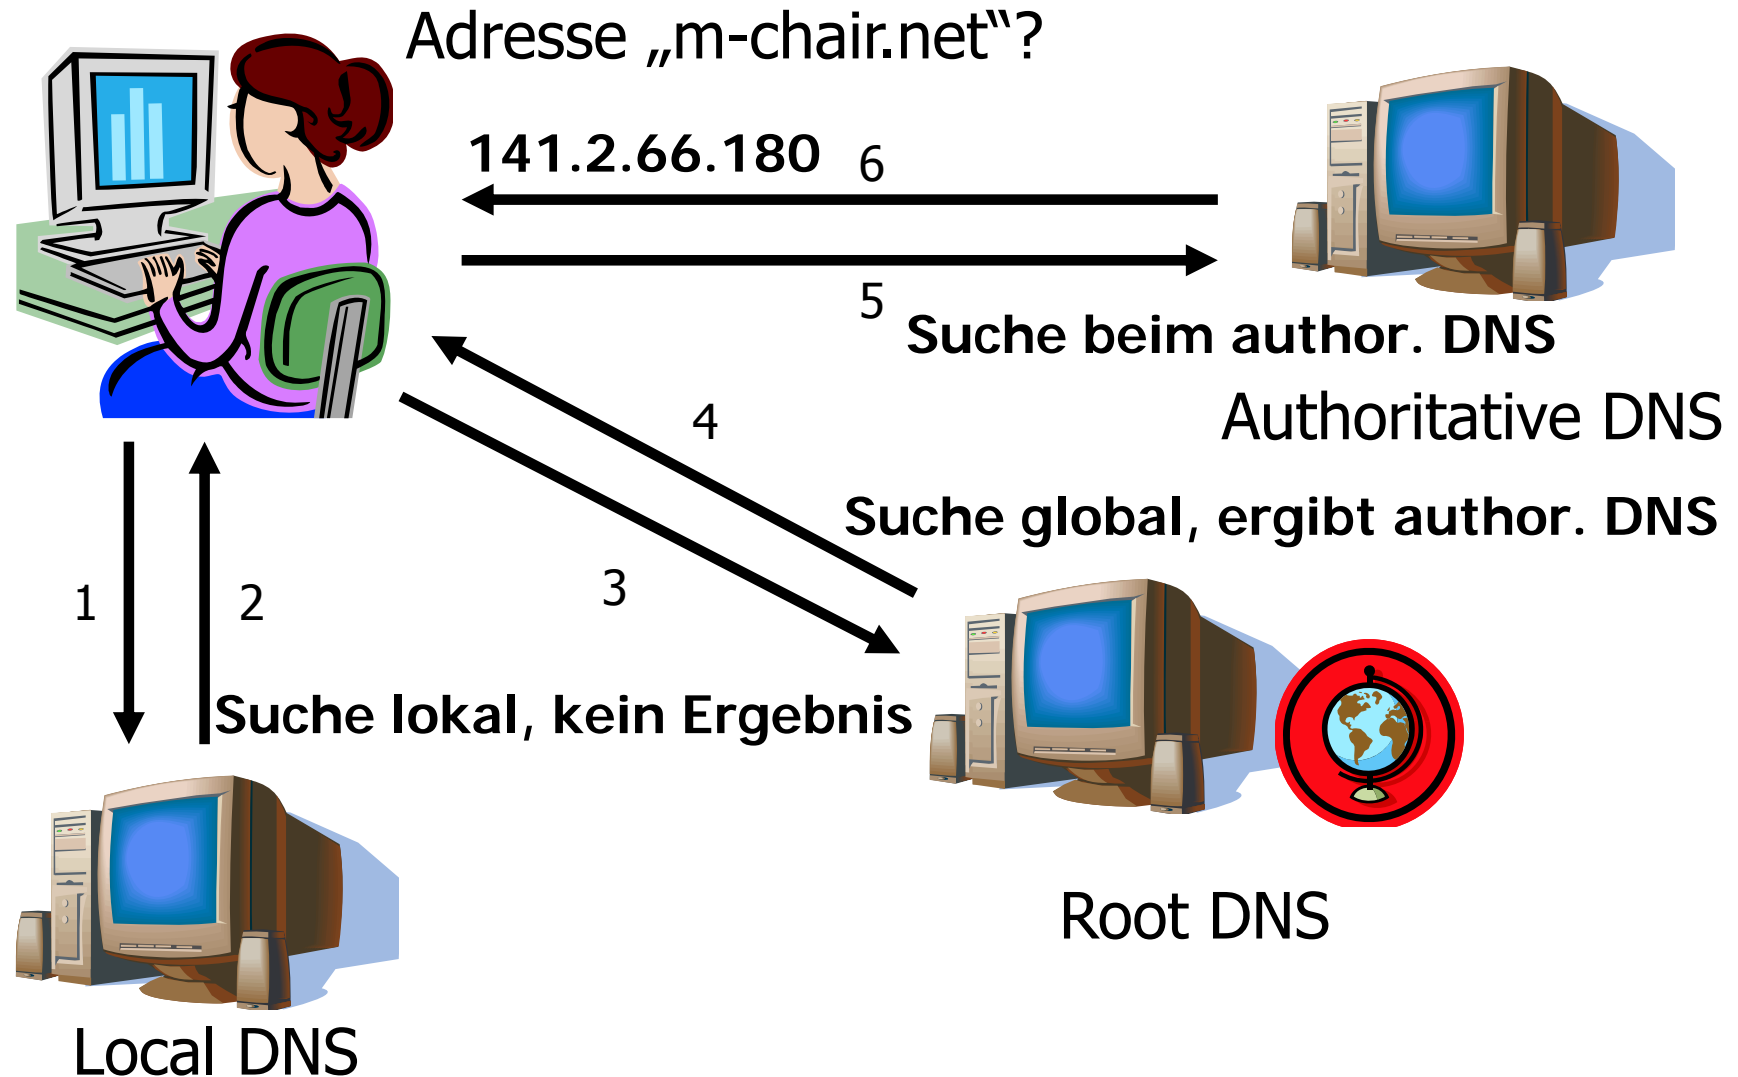 Adresse „m-chair.net“?
141.2.66.180
6
5
Suche beim author. DNS
Authoritative DNS
4
Suche global, ergibt author. DNS
3
1
2
Suche lokal, kein Ergebnis
Root DNS
Local DNS